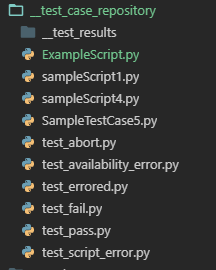 __test_case_repository
__test_results
ExampleScript.py
sampleScript1.py
sampleScript4.py
SampleTestCase5.py
test_abort.py
test_availability_error.py
test_errored.py
test_fail.py
test_pass.py
test_script_error.py